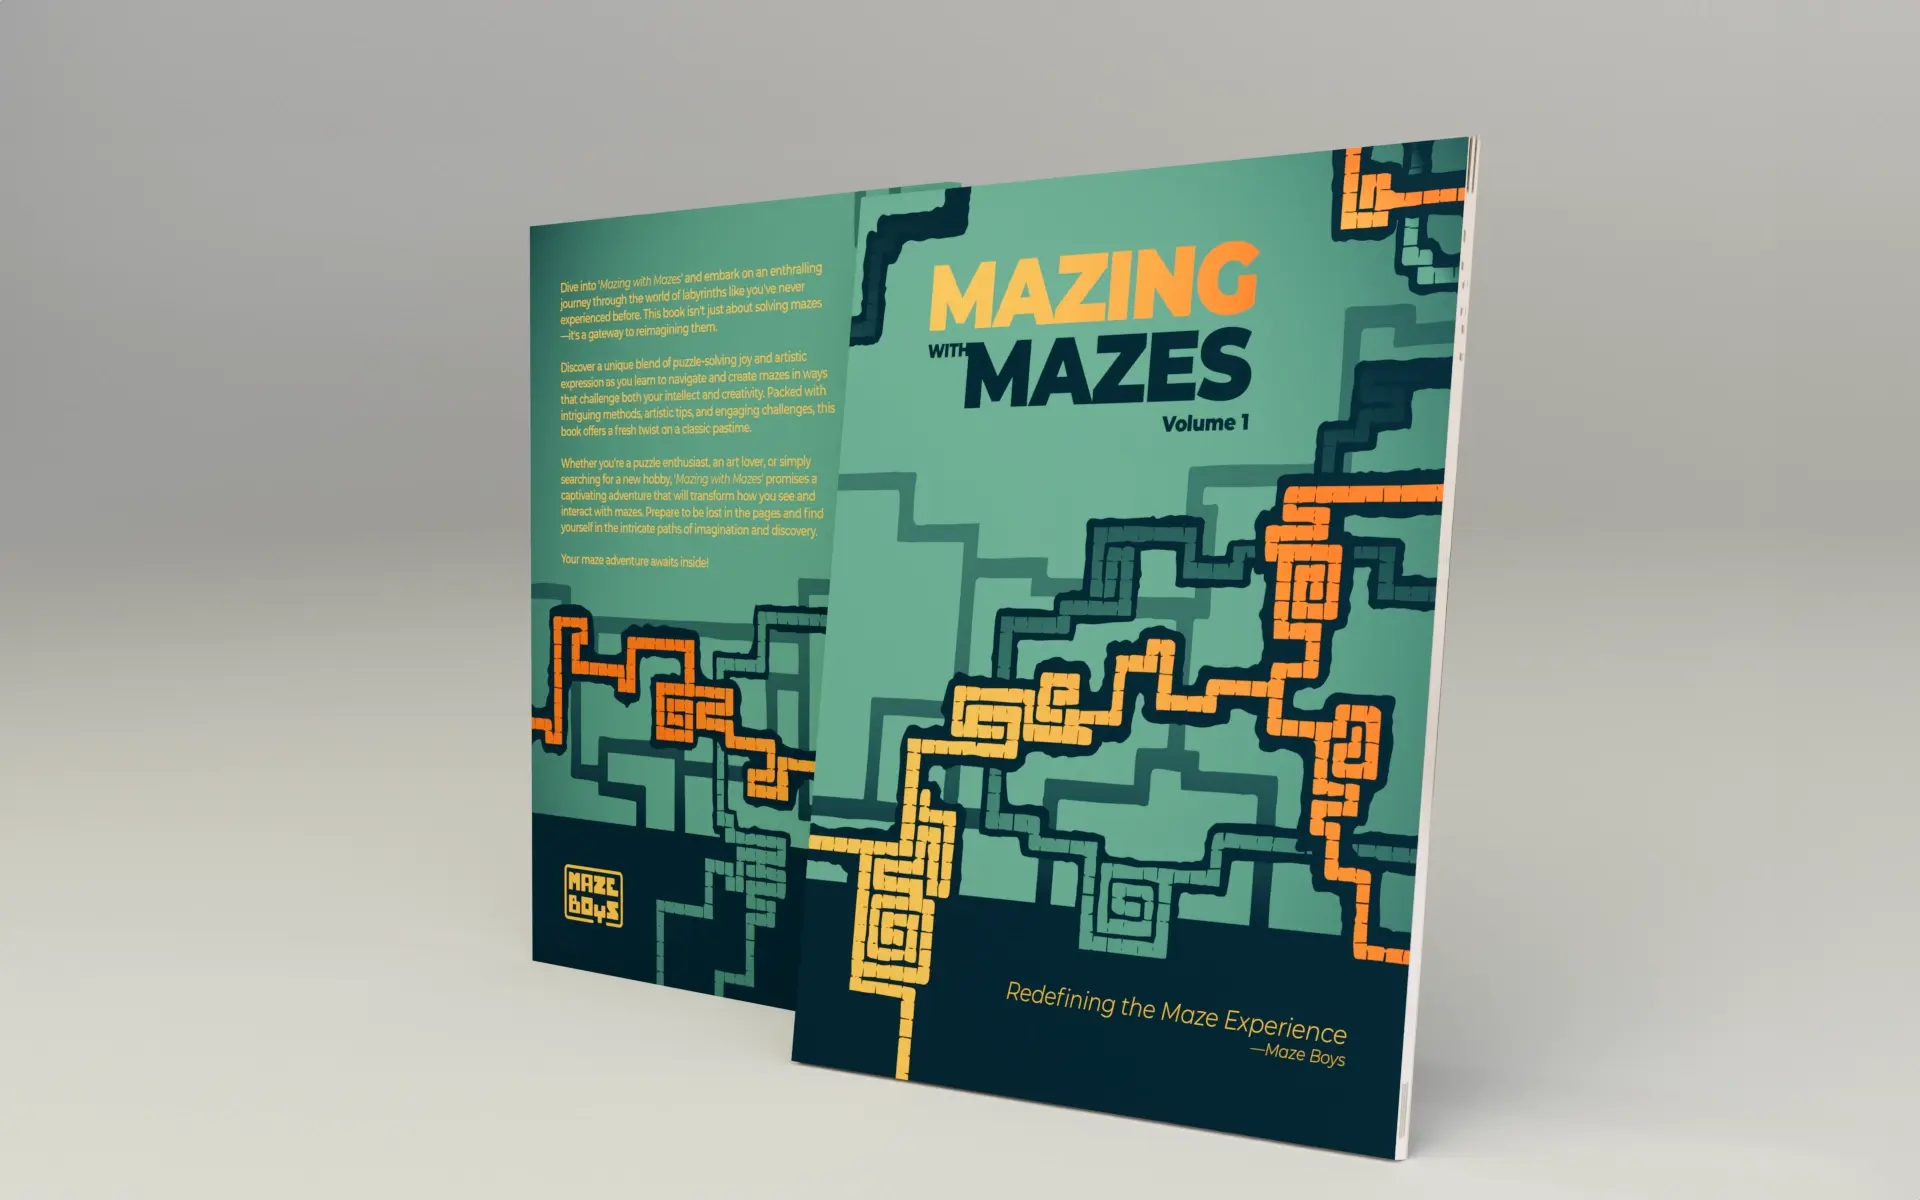 Dive into 'Mazing with Mazes' and embark on an enthralling
journey through the world of labyrinths like you've never
experienced before. This book isn't just about solving mazes
—it's a gateway to reimagining them.
Discover a unique blend of puzzle-solving joy and artistic
expression as you learn to navigate and create mazes in ways
that challenge both your intellect and creativity. Packed with
intriguing methods, artistic tips, and engaging challenges, this
book offers a fresh twist on a classic pastime.
Whether you're a puzzle enthusiast, an art lover, or simply
searching for a new hobby, 'Mazing with Mazes' promises a
captivating adventure that will transform how you see and
interact with mazes. Prepare to be lost in the pages and find
yourself in the intricate paths of imagination and discovery.
Your maze adventure awaits inside!
MAZE
BOYS
MAZING
WITH MAZES
Volume 1
Redefining the Maze Experience
—Maze Boys